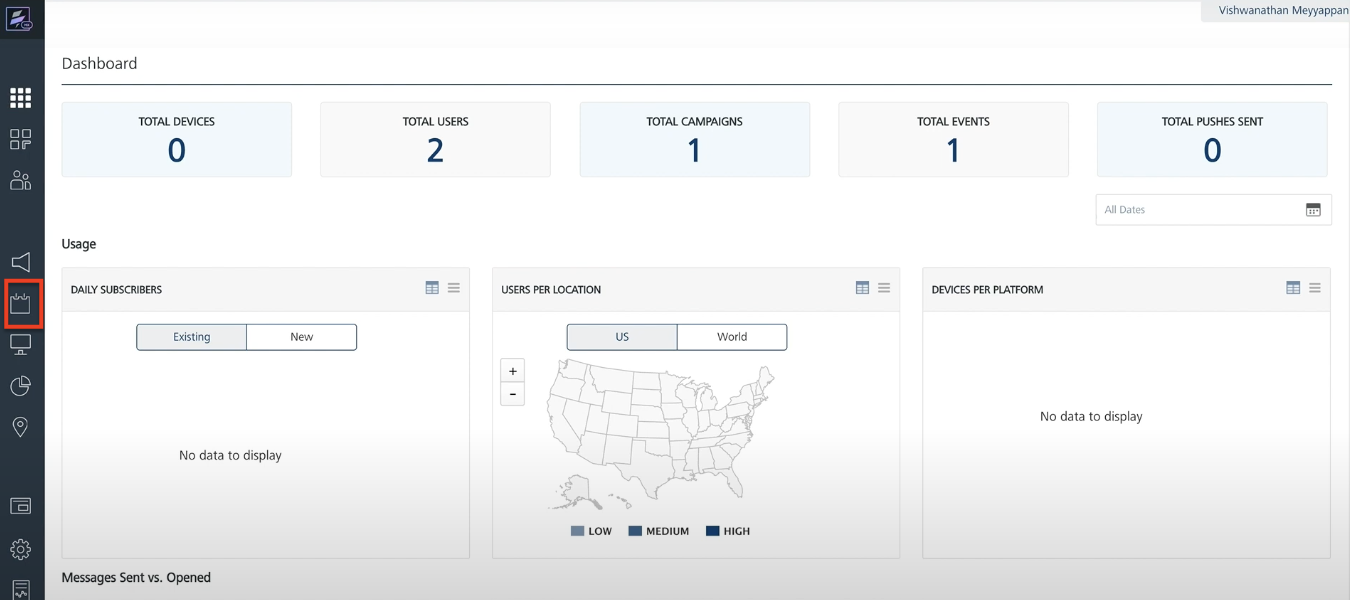 Vishwanathan Meyyappan
Dashboard
TOTAL DEVICES
0
TOTAL USERS
2
TOTAL CAMPAIGNS
1
TOTAL EVENTS
1
TOTAL PUSHES SENT
0
All Dates
Usage
DAILY SUBSCRIBERS
Existing
New
No data to display
USERS PER LOCATION
US
World
+
-
LOW
MEDIUM
HIGH
DEVICES PER PLATFORM
No data to display
Messages Sent vs. Opened